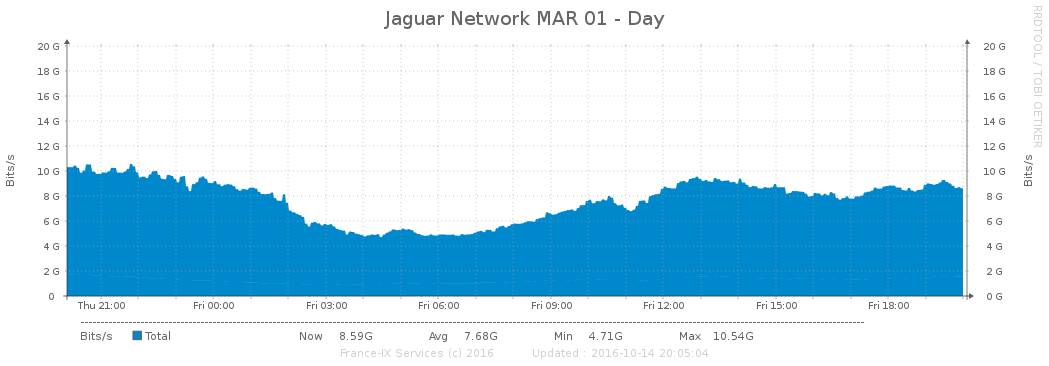 Jaguar Network MAR 01 - Day
RRDTOOL / TOBI OETIKER
Bits/s
20 G 20 G
18 G 18 G
16 G 16 G
14 G 14 G
12 G 12 G
10 G 10 G
8 G 8 G
6 G 6 G
4 G 4 G
2 G 2 G
0 0 G
Bits/s
Thu 21:00 Fri 00:00 Fri 03:00 Fri 06:00 Fri 09:00 Fri 12:00 Fri 15:00 Fri 18:00
Bits/s Total Now 8.59G Avg 7.68G Min 4.71G Max 10.54G
France-IX Services (c) 2016 Updated : 2016-10-14 20:05:04